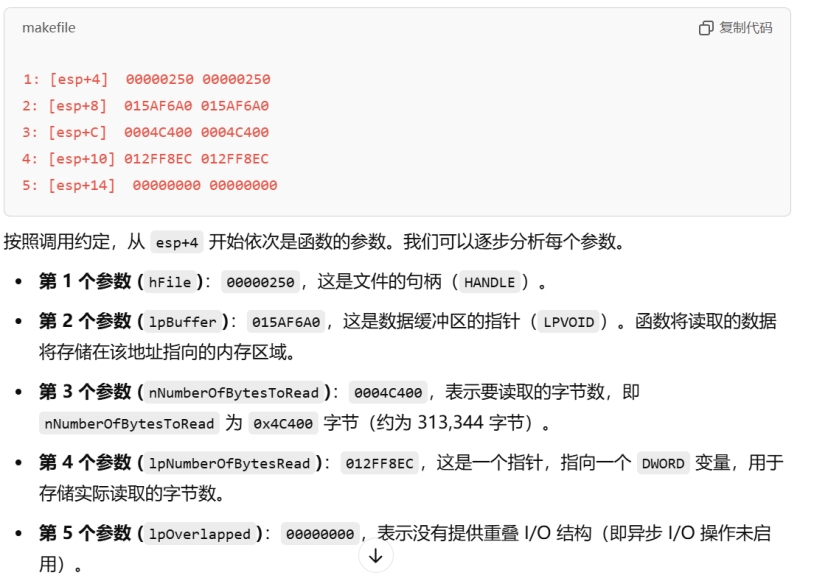 makefile 复制代码
1: [esp+4]  00000250 00000250
2: [esp+8]  015AF6A0 015AF6A0
3: [esp+C]  0004C400 0004C400
4: [esp+10] 012FF8EC 012FF8EC
5: [esp+14]  00000000 00000000
按照调用约定，从 esp+4 开始依次是函数的参数。我们可以逐步分析每个参数。
• 第 1 个参数 (hFile)： 00000250 ，这是文件的句柄（ HANDLE ）。
• 第 2 个参数 (lpBuffer)： 015AF6A0 ，这是数据缓冲区的指针（ LPVOID ）。函数将读取的数据
将存储在该地址指向的内存区域。
• 第 3 个参数 (nNumberOfBytesToRead)： 0004C400 ，表示要读取的字节数，即
nNumberOfBytesToRead 为 0x4C400 字节（约为 313,344 字节）。
• 第 4 个参数 (lpNumberOfBytesRead)： 012FF8EC ，这是一个指针，指向一个 DWORD 变量，用于
存储实际读取的字节数。
• 第 5 个参数 (lpOverlapped)： 00000000 ，表示没有提供重叠 I/O 结构（即异步 I/O 操作未启
用）。